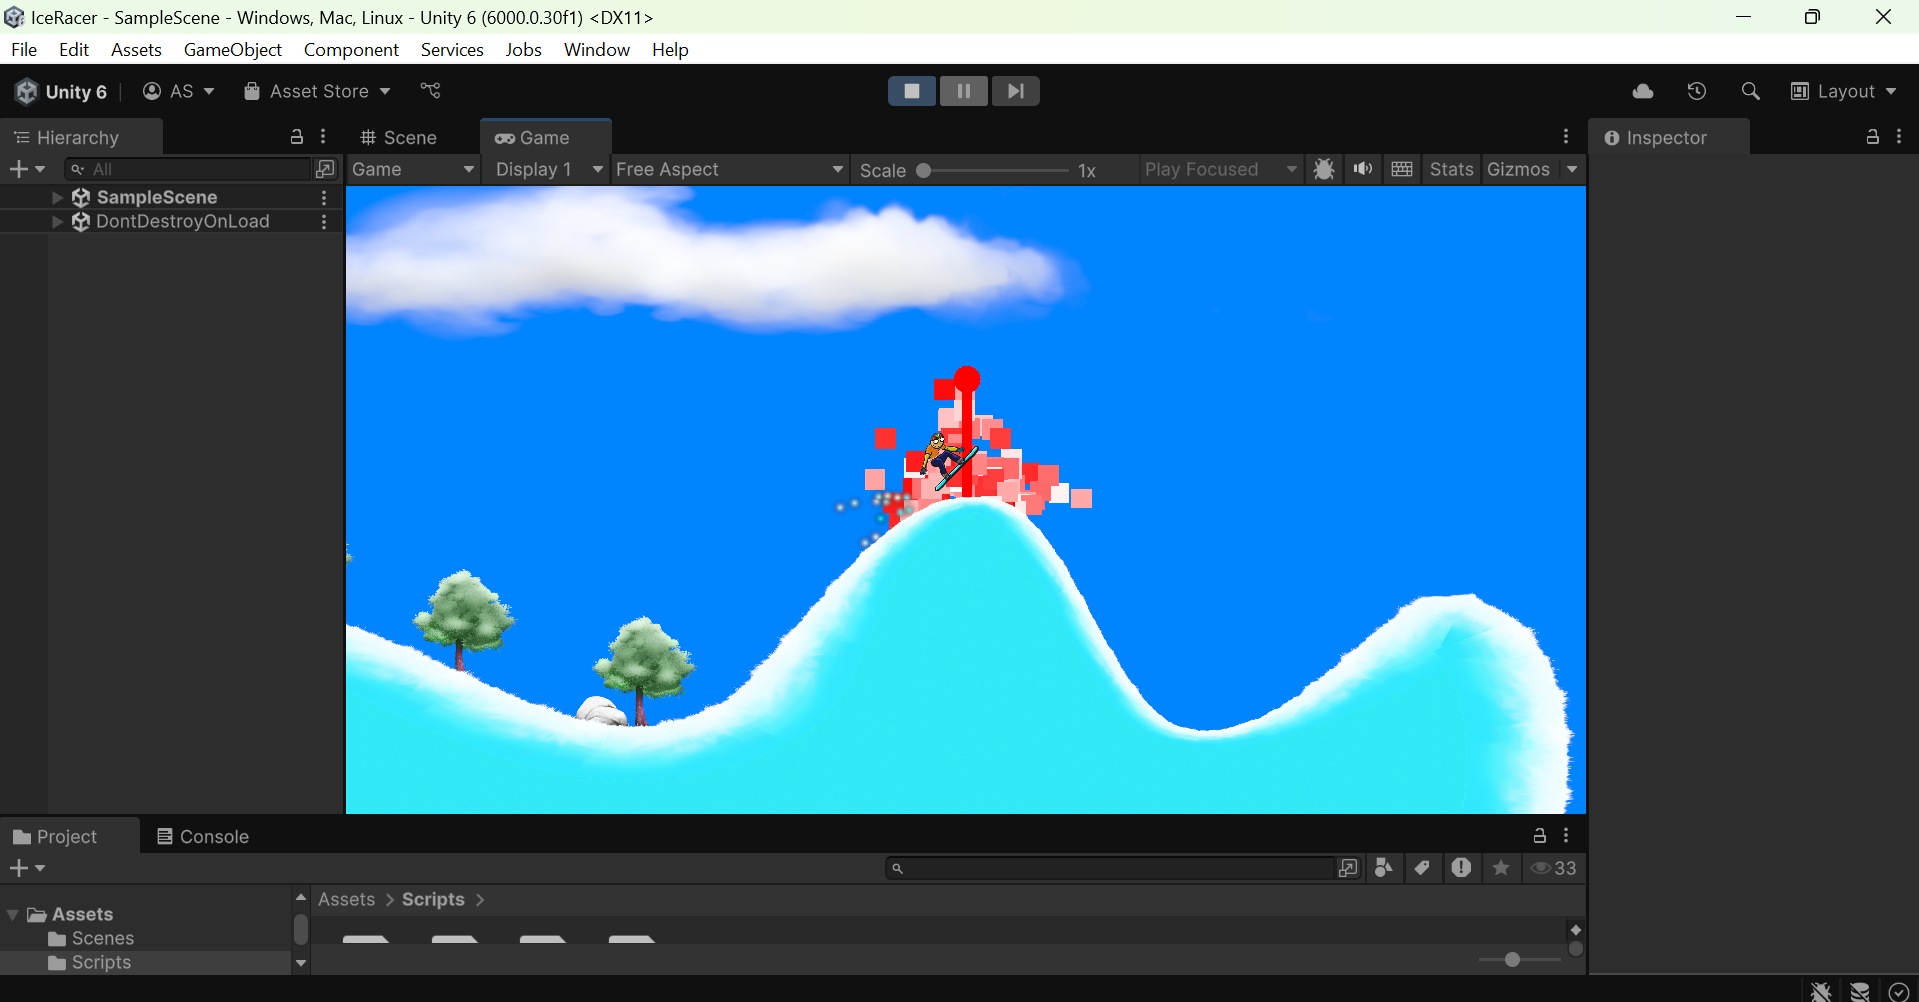 IceRacer - SampleScene - Windows, Mac, Linux - Unity 6 (6000.0.30f1) <DX11>
File Edit Assets GameObject Component Services Jobs Window Help
Unity 6 AS Asset Store Layout
Hierarchy Scene Game Inspector
All Game Display 1 Free Aspect Scale 1x Play Focused Stats Gizmos
SampleScene
DontDestroyOnLoad
Project Console
33
Assets > Scripts >
Assets
Scenes
Scripts